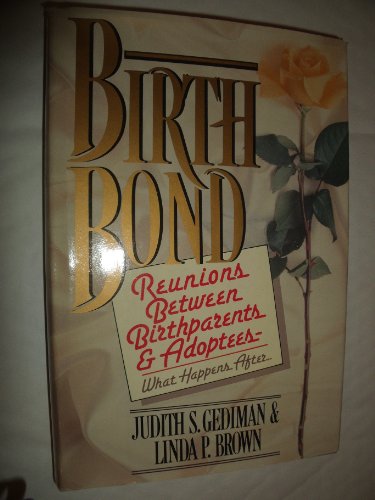 BIRTH
BOND
Reunions
Between
Birthparents
& Adoptees-
What Happens After...
JUDITH S. GEDIMAN &
LINDA P. BROWN